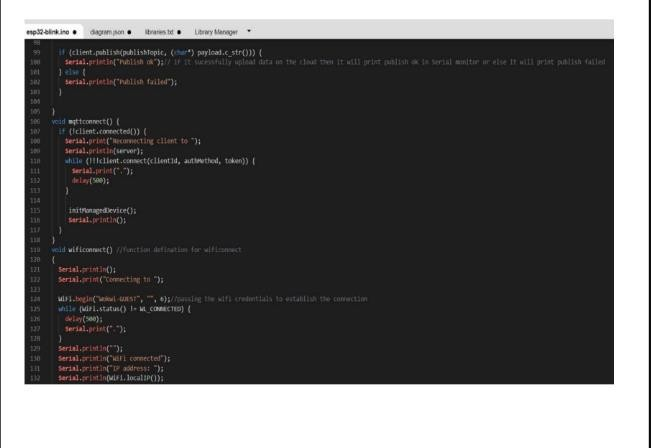 esp32-blink.ino ● diagram.json ● libraries.txt ● Library Manager ▼
98
99 if (client.publish(publishTopic, (char*) payload.c_str())) {
100 Serial.println("Publish ok");// if it sucessfully upload data on the cloud then it will print publish ok in Serial monitor or else it will print publish failed
101 } else {
102 Serial.println("Publish failed");
103 }
104
105 }
106 void mqttconnect() {
107 if (!client.connected()) {
108 Serial.print("Reconnecting client to ");
109 Serial.println(server);
110 while (!!!client.connect(clientId, authMethod, token)) {
111 Serial.print(".");
112 delay(500);
113 }
114
115 initManagedDevice();
116 Serial.println();
117 }
118 }
119 void wificonnect() //function defination for wificonnect
120 {
121 Serial.println();
122 Serial.print("Connecting to ");
123
124 WiFi.begin("Wokwi-GUEST", "", 6);//passing the wifi credentials to establish the connection
125 while (WiFi.status() != WL_CONNECTED) {
126 delay(500);
127 Serial.print(".");
128 }
129 Serial.println("");
130 Serial.println("WiFi connected");
131 Serial.println("IP address: ");
132 Serial.println(WiFi.localIP());